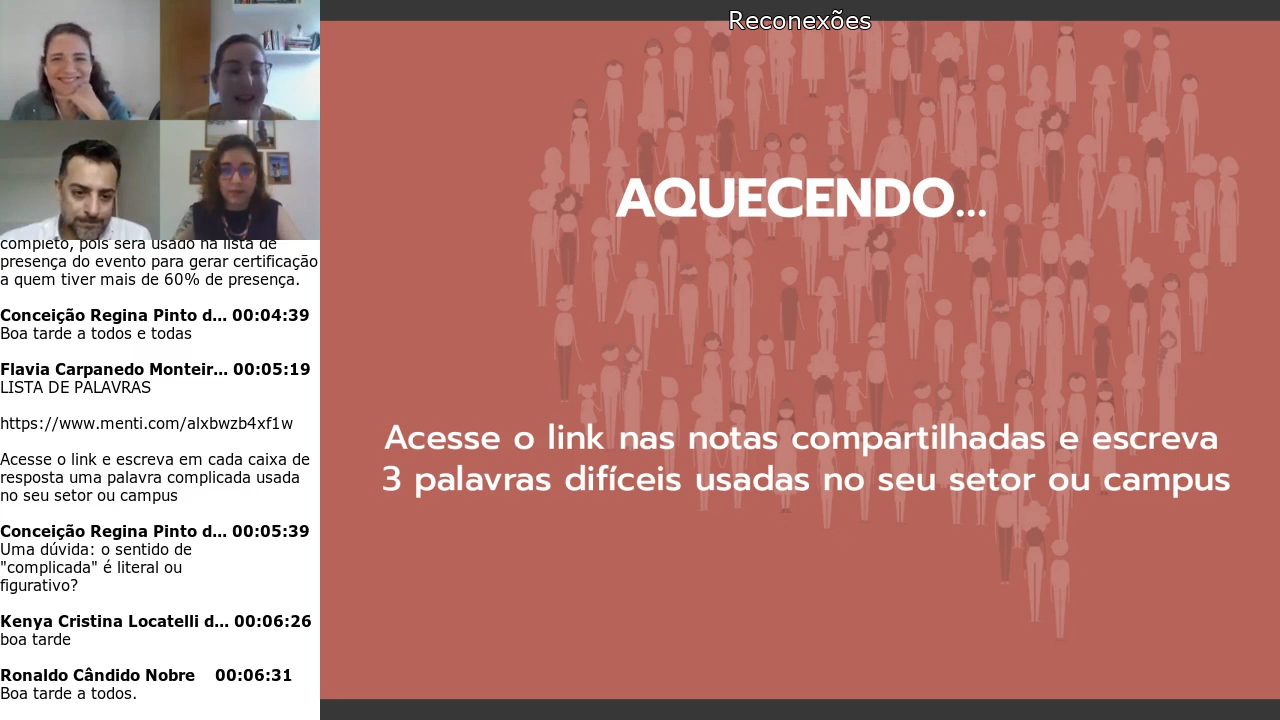 Reconexões
AQUECENDO...
Acesse o link nas notas compartilhadas e escreva
3 palavras difíceis usadas no seu setor ou campus
completo, pois será usado na lista de
presença do evento para gerar certificação
a quem tiver mais de 60% de presença.
Conceição Regina Pinto d... 00:04:39
Boa tarde a todos e todas
Flavia Carpanedo Monteir... 00:05:19
LISTA DE PALAVRAS
https://www.menti.com/alxbwzb4xf1w
Acesse o link e escreva em cada caixa de
resposta uma palavra complicada usada
no seu setor ou campus
Conceição Regina Pinto d... 00:05:39
Uma dúvida: o sentido de
"complicada" é literal ou
figurativo?
Kenya Cristina Locatelli d... 00:06:26
boa tarde
Ronaldo Cândido Nobre 00:06:31
Boa tarde a todos.